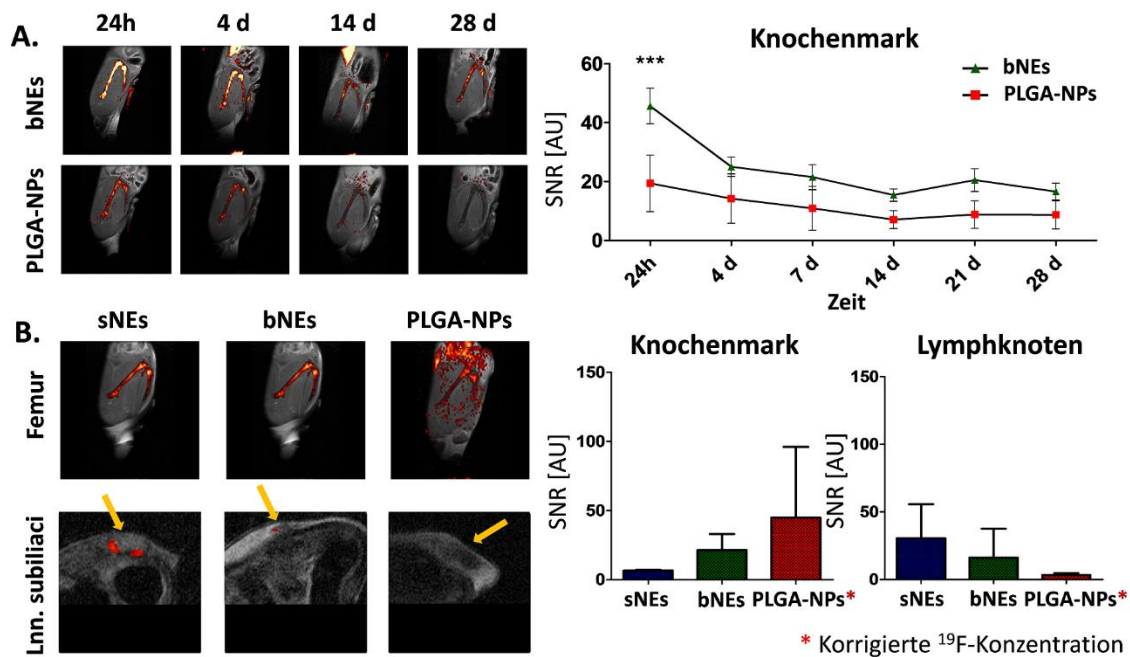 A.
24h 4 d 14 d 28 d
bNEs
PLGA-NPs
Knochenmark
***
bNEs
PLGA-NPs
SNR [AU]
60
40
20
0
24h 4 d 7 d 14 d 21 d 28 d
Zeit
B.
sNEs bNEs PLGA-NPs
Femur
Lnn. subiliaci
Knochenmark
SNR [AU]
150
100
50
0
sNEs bNEs PLGA-NPs*
Lymphknoten
SNR [AU]
150
100
50
0
sNEs bNEs PLGA-NPs*
* Korrigierte ¹⁹F-Konzentration